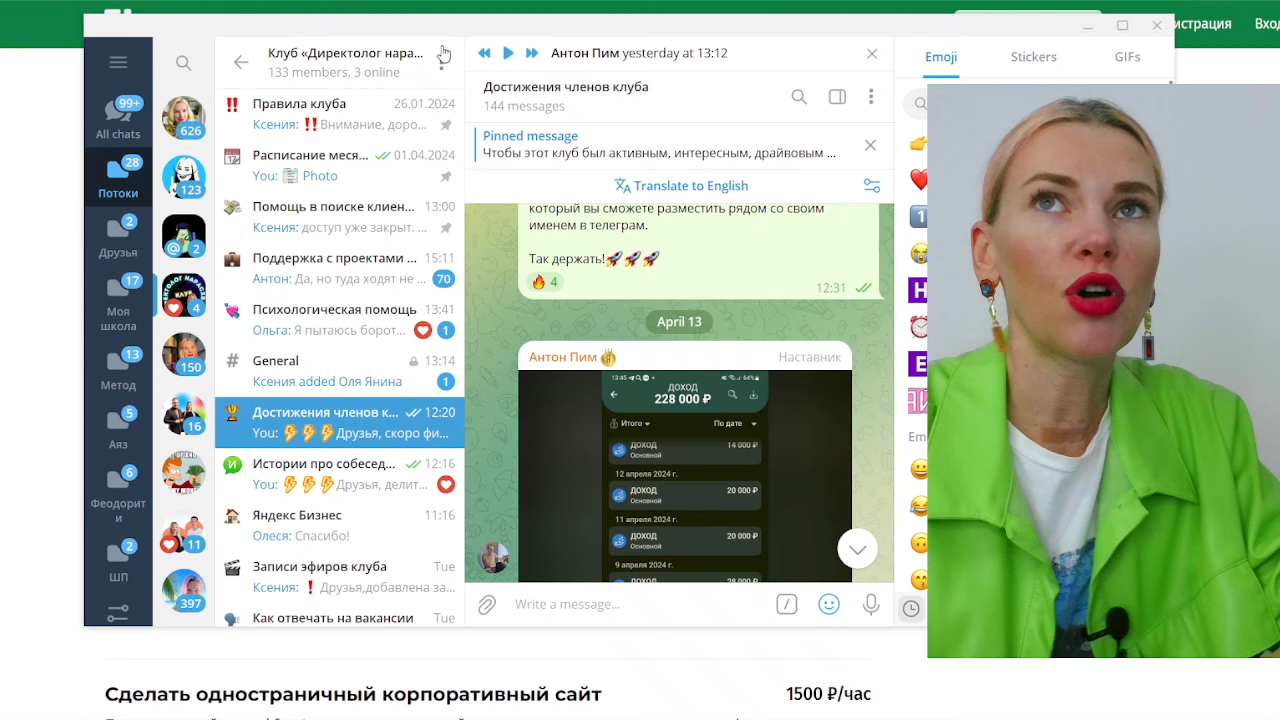 истрация
Вход
Клуб «Директолог нара...
133 members, 3 online
Антон Пим yesterday at 13:12
Emoji
Stickers
GIFs
99+
All chats
28
Потоки
2
Друзья
17
Моя
школа
13
Метод
5
Аяз
6
Феодорит
и
2
ШП
626
123
@ 2
КЛУБ
4
150
16
11
397
Правила клуба
26.01.2024
Ксения: ‼️Внимание, доро...
Расписание меся...
01.04.2024
You: Photo
Помощь в поиске клиен...
13:00
Ксения: доступ уже закрыт. ...
Поддержка с проектами ...
15:11
Антон: Да, но туда ходят не ...
70
Психологическая помощь
13:41
Ольга: Я пытаюсь борот...
1
# General
13:14
Ксения added Оля Янина
1
Достижения членов к...
12:20
You: ⚡⚡⚡Друзья, скоро фи...
Истории про собесед...
12:16
You: ⚡⚡⚡Друзья, делит...
Яндекс Бизнес
11:16
Олеся: Спасибо!
Записи эфиров клуба
Tue
Ксения: ❗Друзья,добавлена за...
Как отвечать на вакансии
Tue
Достижения членов клуба
144 messages
Pinned message
Чтобы этот клуб был активным, интересным, драйвовым ...
Translate to English
который вы сможете разместить рядом со своим
именем в телеграм.
Так держать!🚀🚀🚀
🔥 4
12:31
April 13
Антон Пим
Наставник
13:45
64%
ДОХОД
228 000 ₽
Итого
По дате
ДОХОД
14 000 ₽
Основной
12 апреля 2024 г.
ДОХОД
20 000 ₽
Основной
11 апреля 2024 г.
ДОХОД
20 000 ₽
Основной
9 апреля 2024 г.
ДОХОД
28 000 ₽
Write a message...
Сделать одностраничный корпоративный сайт
1500 ₽/час